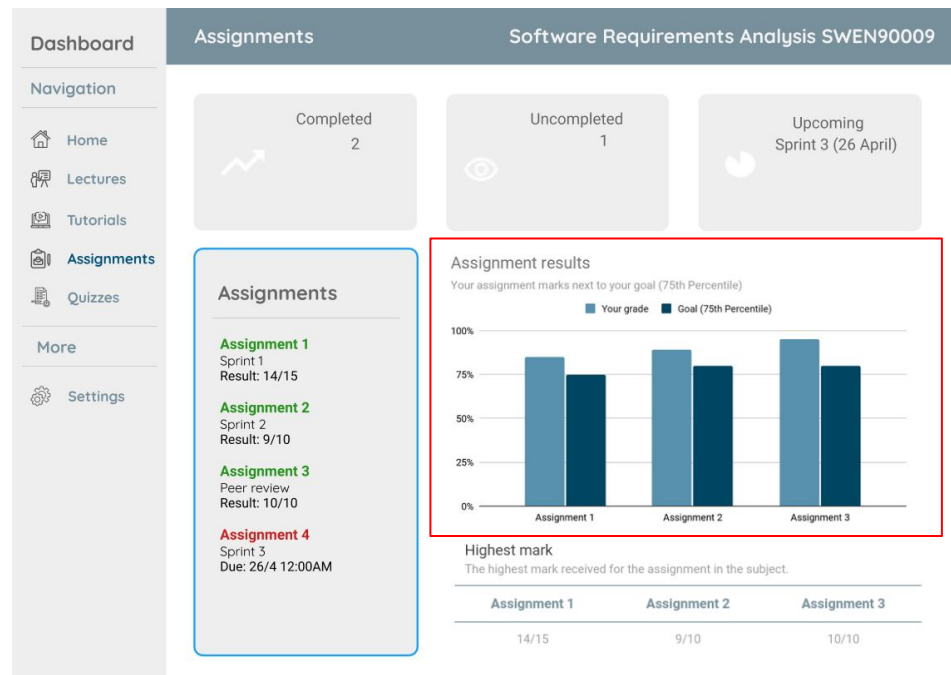 Dashboard
Navigation
Home
Lectures
Tutorials
Assignments
Quizzes
More
Settings
Assignments
Software Requirements Analysis SWEN90009
Completed
2
Uncompleted
1
Upcoming
Sprint 3 (26 April)
Assignments
Assignment 1
Sprint 1
Result: 14/15
Assignment 2
Sprint 2
Result: 9/10
Assignment 3
Peer review
Result: 10/10
Assignment 4
Sprint 3
Due: 26/4 12:00AM
Assignment results
Your assignment marks next to your goal (75th Percentile)
Your grade Goal (75th Percentile)
100%
75%
50%
25%
0%
Assignment 1 Assignment 2 Assignment 3
Highest mark
The highest mark received for the assignment in the subject.
Assignment 1 Assignment 2 Assignment 3
14/15 9/10 10/10